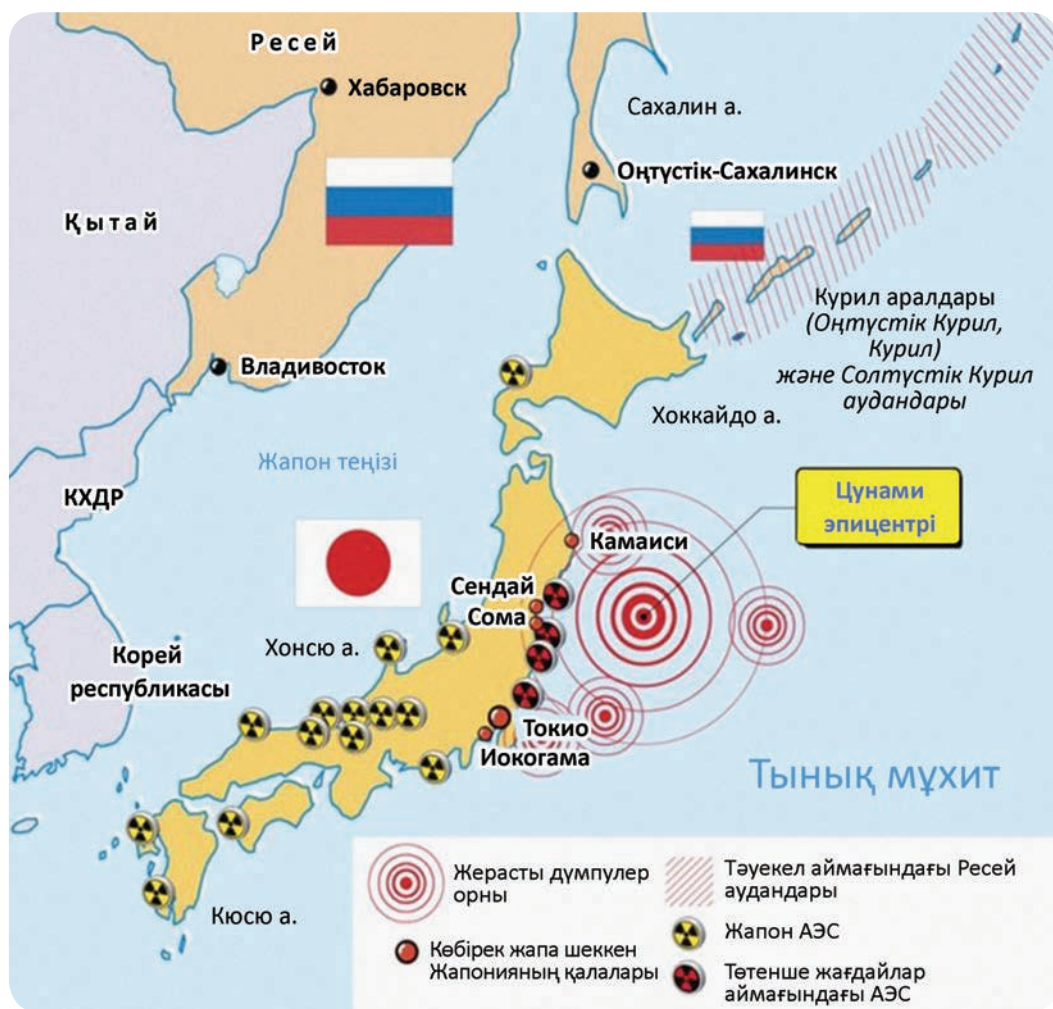 Ресей
Хабаровск
Сахалин а.
Оңтүстік-Сахалинск
Қытай
Курил аралдары
(Оңтүстік Курил,
Курил)
және Солтүстік Курил
аудандары
Владивосток
Хоккайдо а.
Жапон теңізі
КХДР
Цунами
эпицентрі
Камаиси
Сендай
Сома
Хонсю а.
Корей
республикасы
Токио
Иокогама
Тынық мұхит
Кюсю а.
Жерасты дүмпулер
орны
Көбірек жапа шеккен
Жапонияның қалалары
Тәуекел аймағындағы Ресей
аудандары
Жапон АЭС
Төтенше жағдайлар
аймағындағы АЭС